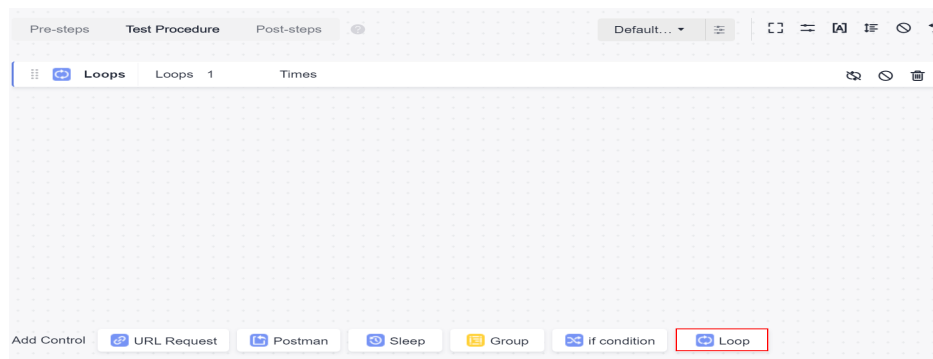 Pre-steps Test Procedure Post-steps Default... [A]
Loops Loops 1 Times
Add Control URL Request Postman Sleep Group if condition Loop